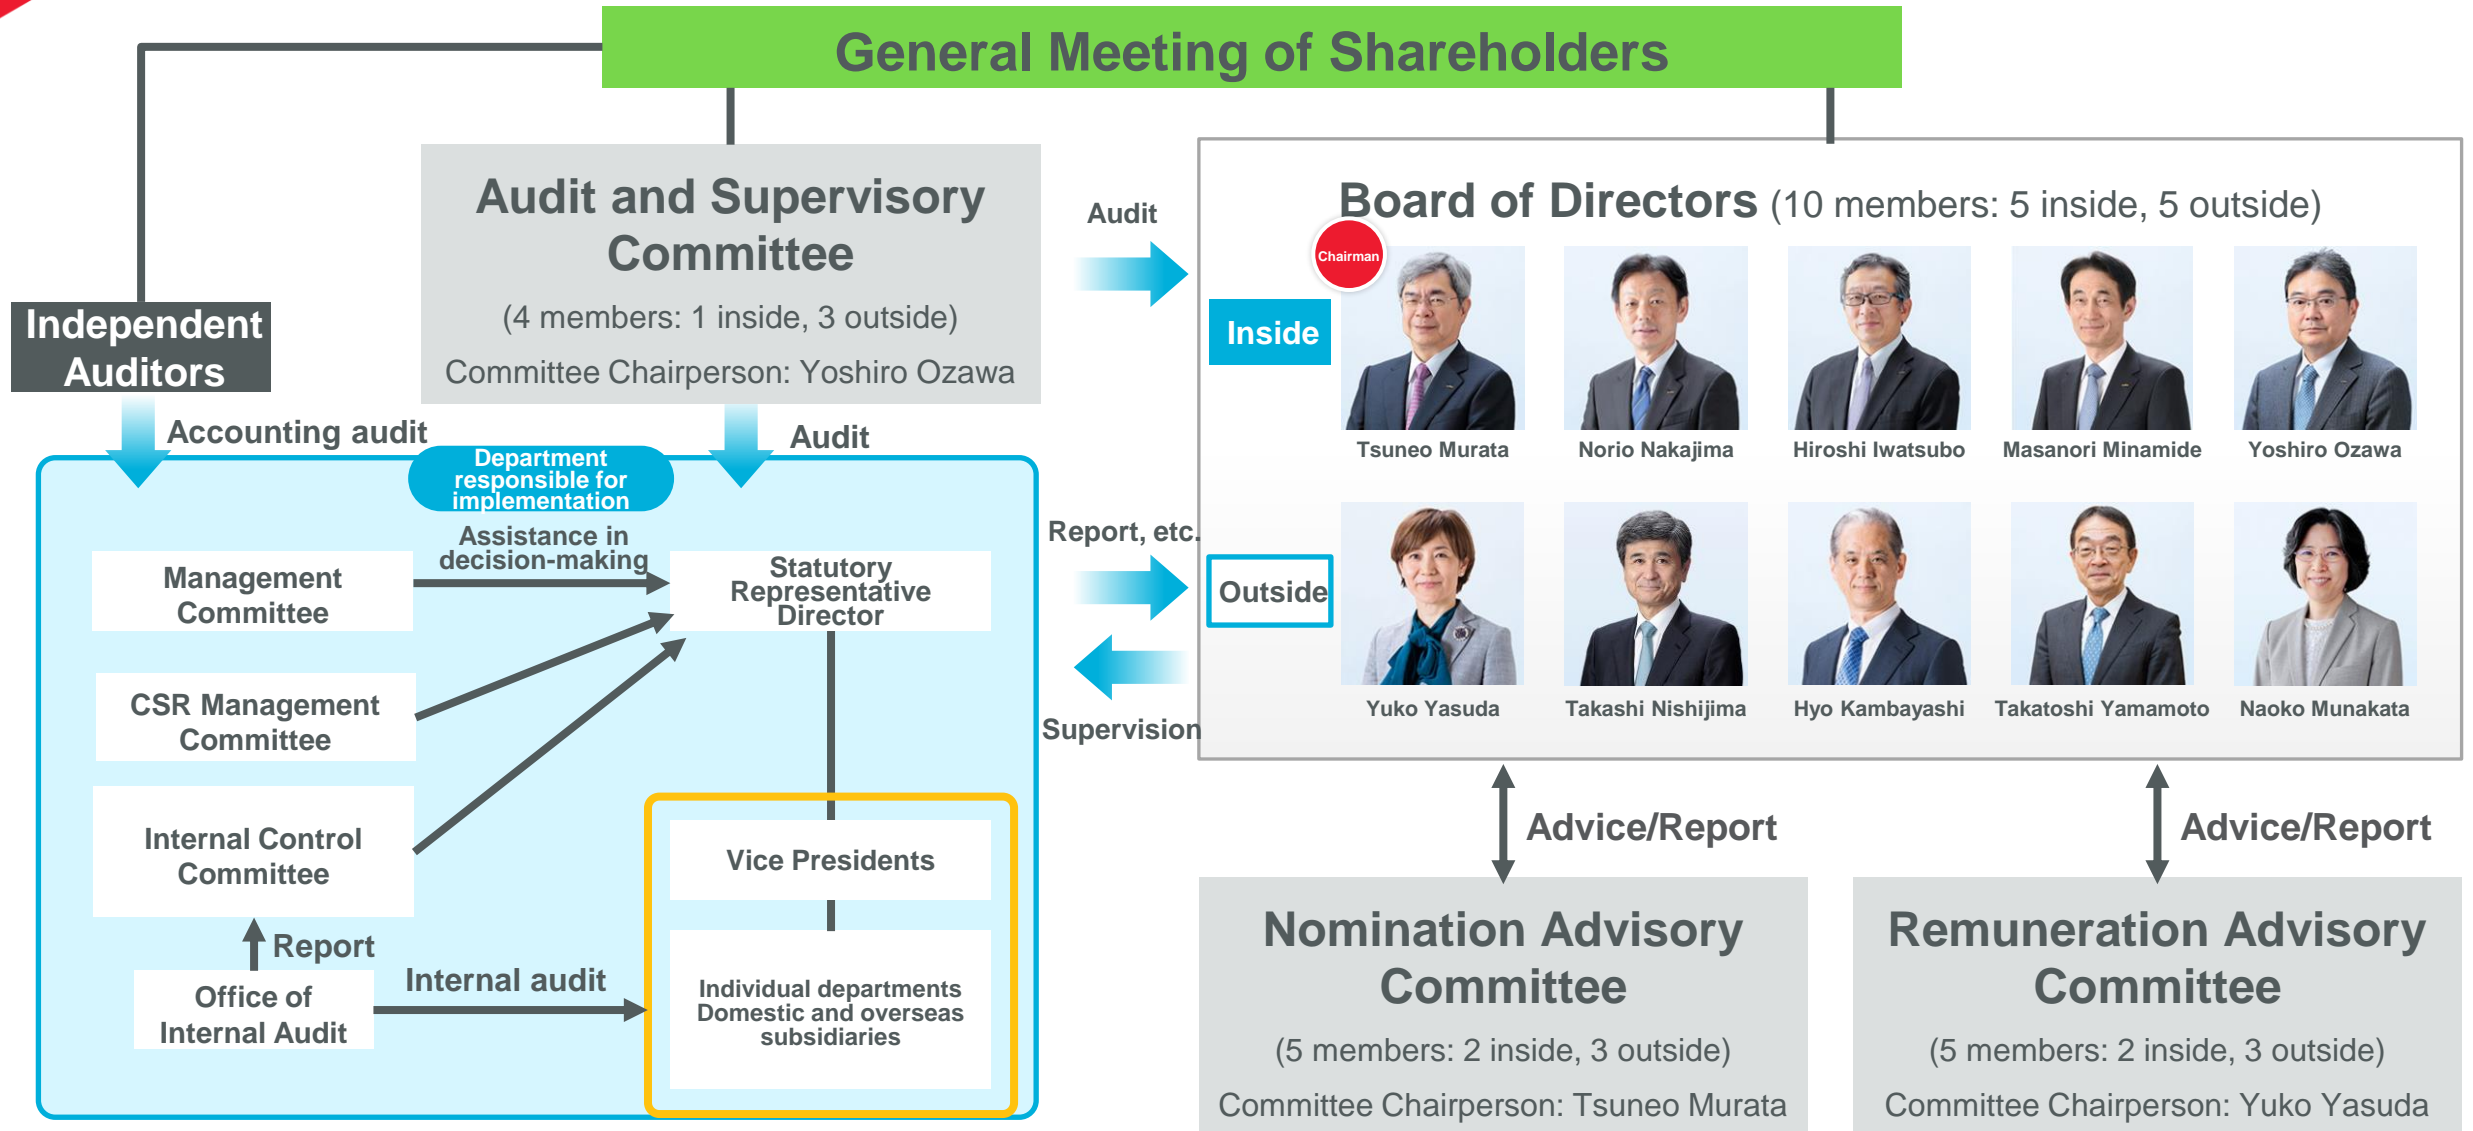 General Meeting of Shareholders
Audit and Supervisory
Committee
(4 members: 1 inside, 3 outside)
Committee Chairperson: Yoshiro Ozawa
Independent
Auditors
Accounting audit
Audit
Audit
Board of Directors (10 members: 5 inside, 5 outside)
Chairman
Inside
Tsuneo Murata
Norio Nakajima
Hiroshi Iwatsubo
Masanori Minamide
Yoshiro Ozawa
Outside
Yuko Yasuda
Takashi Nishijima
Hyo Kambayashi
Takatoshi Yamamoto
Naoko Munakata
Report, etc.
Supervision
Department
responsible for
implementation
Assistance in
decision-making
Management
Committee
Statutory
Representative
Director
CSR Management
Committee
Internal Control
Committee
Vice Presidents
Report
Office of
Internal Audit
Internal audit
Individual departments
Domestic and overseas
subsidiaries
Advice/Report
Advice/Report
Nomination Advisory
Committee
(5 members: 2 inside, 3 outside)
Committee Chairperson: Tsuneo Murata
Remuneration Advisory
Committee
(5 members: 2 inside, 3 outside)
Committee Chairperson: Yuko Yasuda